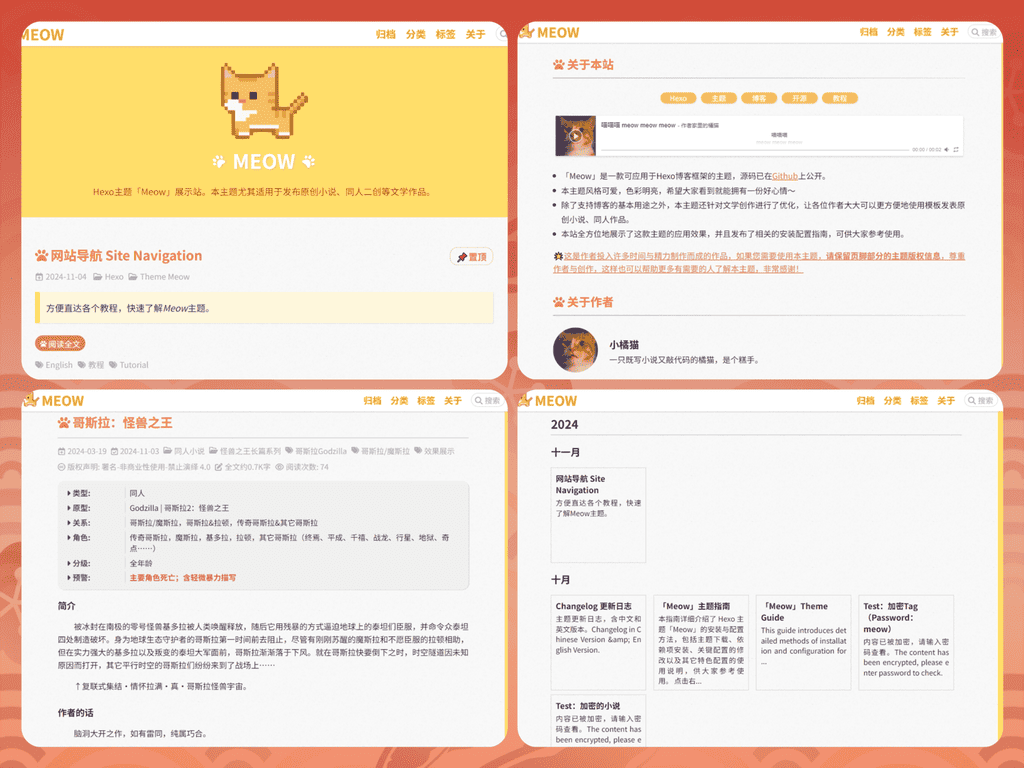 MEOW
归档 分类 标签 关于
MEOW
Hexo主题「Meow」展示站。本主题尤其适用于发布原创小说、同人二创等文学作品。
网站导航 Site Navigation
置顶
2024-11-04 Hexo Theme Meow
方便直达各个教程，快速了解Meow主题。
阅读全文
English 教程 Tutorial
MEOW
归档 分类 标签 关于 搜索
关于本站
Hexo 主题 博客 开源 教程
喵喵喵 meow meow meow - 作者家里的橘猫
喵喵喵
00:00 / 00:02
「Meow」是一款可应用于Hexo博客框架的主题，源码已在Github上公开。
本主题风格可爱，色彩明亮，希望大家看到就能拥有一份好心情～
除了支持博客的基本用途之外，本主题还针对文学创作进行了优化，让各位作者大大可以更方便地使用模板发表原
创小说、同人作品。
本站全方位地展示了这款主题的应用效果，并且发布了相关的安装配置指南，可供大家参考使用。
这是作者投入许多时间与精力制作而成的作品，如果您需要使用本主题，请保留页脚部分的主题版权信息，尊重
作者与创作，这样也可以帮助更多有需要的人了解本主题，非常感谢！
关于作者
小橘猫
一只既写小说又敲代码的橘猫，是个糕手。
MEOW
归档 分类 标签 关于 搜索
哥斯拉：怪兽之王
2024-03-19 2024-11-03 同人小说 怪兽之王长篇系列 哥斯拉Godzilla 哥斯拉/魔斯拉 效果展示
版权声明: 署名-非商业性使用-禁止演绎 4.0 全文约0.7K字 阅读次数: 74
类型: 同人
原型: Godzilla | 哥斯拉2：怪兽之王
关系: 哥斯拉/魔斯拉，哥斯拉&拉顿，传奇哥斯拉&其它哥斯拉
角色: 传奇哥斯拉，魔斯拉，基多拉，拉顿，其它哥斯拉（终焉、平成、千禧、战龙、行星、地狱、奇
点……）
分级: 全年龄
预警: 主要角色死亡；含轻微暴力描写
简介
被冰封在南极的零号怪兽基多拉被人类唤醒释放，随后它用残暴的方式逼迫地球上的泰坦们臣服，并命令众泰坦
四处制造破坏。身为地球生态守护者的哥斯拉第一时间前去阻止，尽管有刚刚苏醒的魔斯拉和不愿臣服的拉顿相助，
但在实力强大的基多拉以及叛变的泰坦大军面前，哥斯拉渐渐落于下风。就在哥斯拉快要倒下之时，时空隧道因未知
原因而打开，其它平行时空的哥斯拉们纷纷来到了战场上……
↑复联式集结・情怀拉满・真・哥斯拉怪兽宇宙。
作者的话
脑洞大开之作，如有雷同，纯属巧合。
MEOW
归档 分类 标签 关于 搜索
2024
十一月
网站导航 Site
Navigation
方便直达各个教程，快速
了解Meow主题。
十月
Changelog 更新日志
主题更新日志，含中文和
英文版本。Changelog in C
hinese Version &amp; En
glish Version.
「Meow」主题指南
本指南详细介绍了 Hexo 主
题「Meow」的安装与配置
方法，包括主题下载、依
赖项安装、关键配置的修
改以及其它特色配置的使
用说明，供大家参考使
用。 点击右...
「Meow」Theme
Guide
This guide introduces det
ailed methods of installat
ion and configuration for
...
Test：加密Tag
（Password：
meow）
内容已被加密，请输入密
码查看。The content has
been encrypted, please e
nter password to check.
Test：加密的小说
内容已被加密，请输入密
码查看。The content has
been encrypted, please e